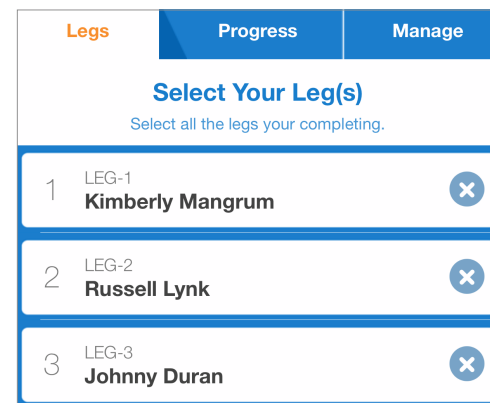 Legs Progress Manage
Select Your Leg(s)
Select all the legs your completing.
1 LEG-1
Kimberly Mangrum
2 LEG-2
Russell Lynk
3 LEG-3
Johnny Duran